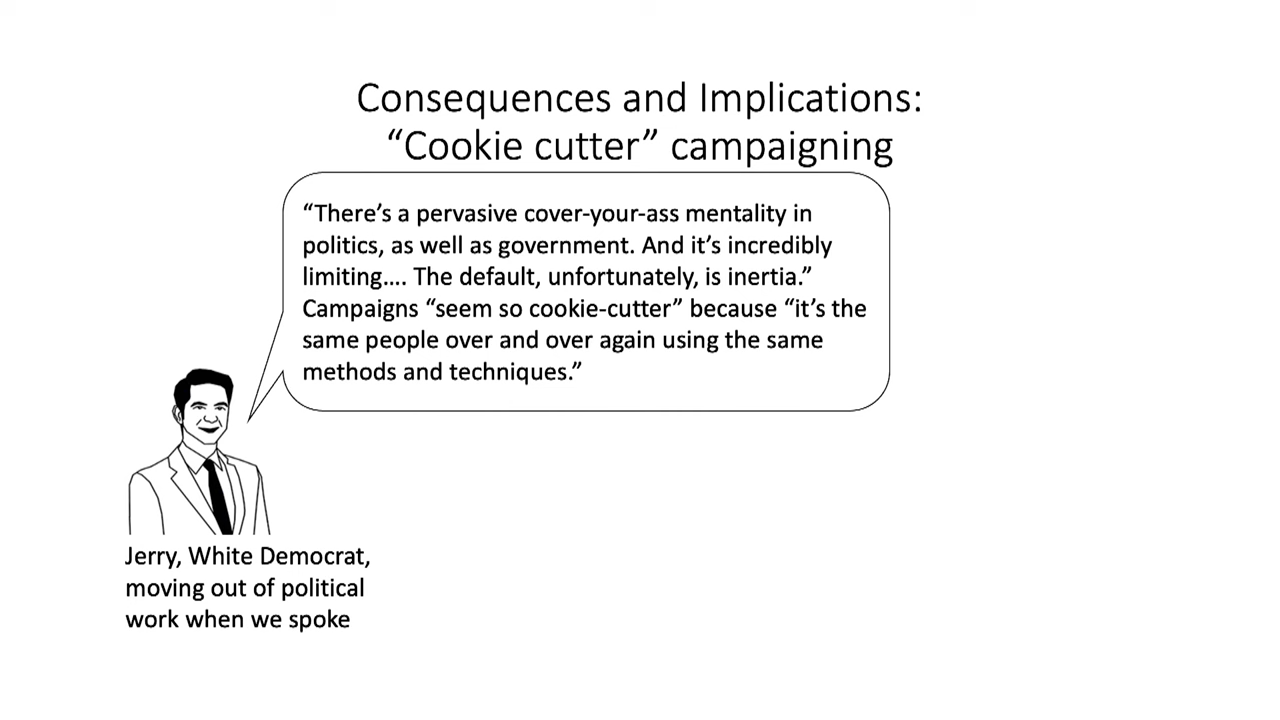 Consequences and Implications:
“Cookie cutter” campaigning
“There’s a pervasive cover-your-ass mentality in
politics, as well as government. And it’s incredibly
limiting…. The default, unfortunately, is inertia.”
Campaigns “seem so cookie-cutter” because “it’s the
same people over and over again using the same
methods and techniques.”
Jerry, White Democrat,
moving out of political
work when we spoke